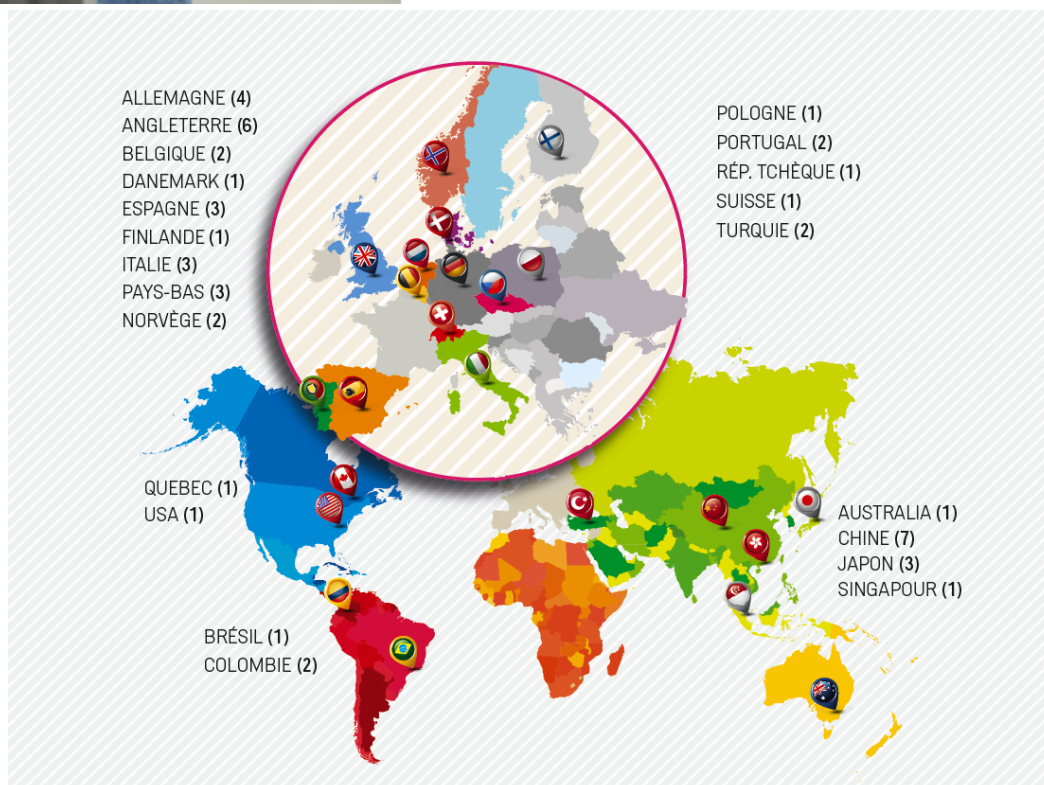 ALLEMAGNE (4)
ANGLETERRE (6)
BELGIQUE (2)
DANEMARK (1)
ESPAGNE (3)
FINLANDE (1)
ITALIE (3)
PAYS-BAS (3)
NORVÈGE (2)
POLOGNE (1)
PORTUGAL (2)
RÉP. TCHÈQUE (1)
SUISSE (1)
TURQUIE (2)
QUEBEC (1)
USA (1)
AUSTRALIA (1)
CHINE (7)
JAPON (3)
SINGAPOUR (1)
BRÉSIL (1)
COLOMBIE (2)